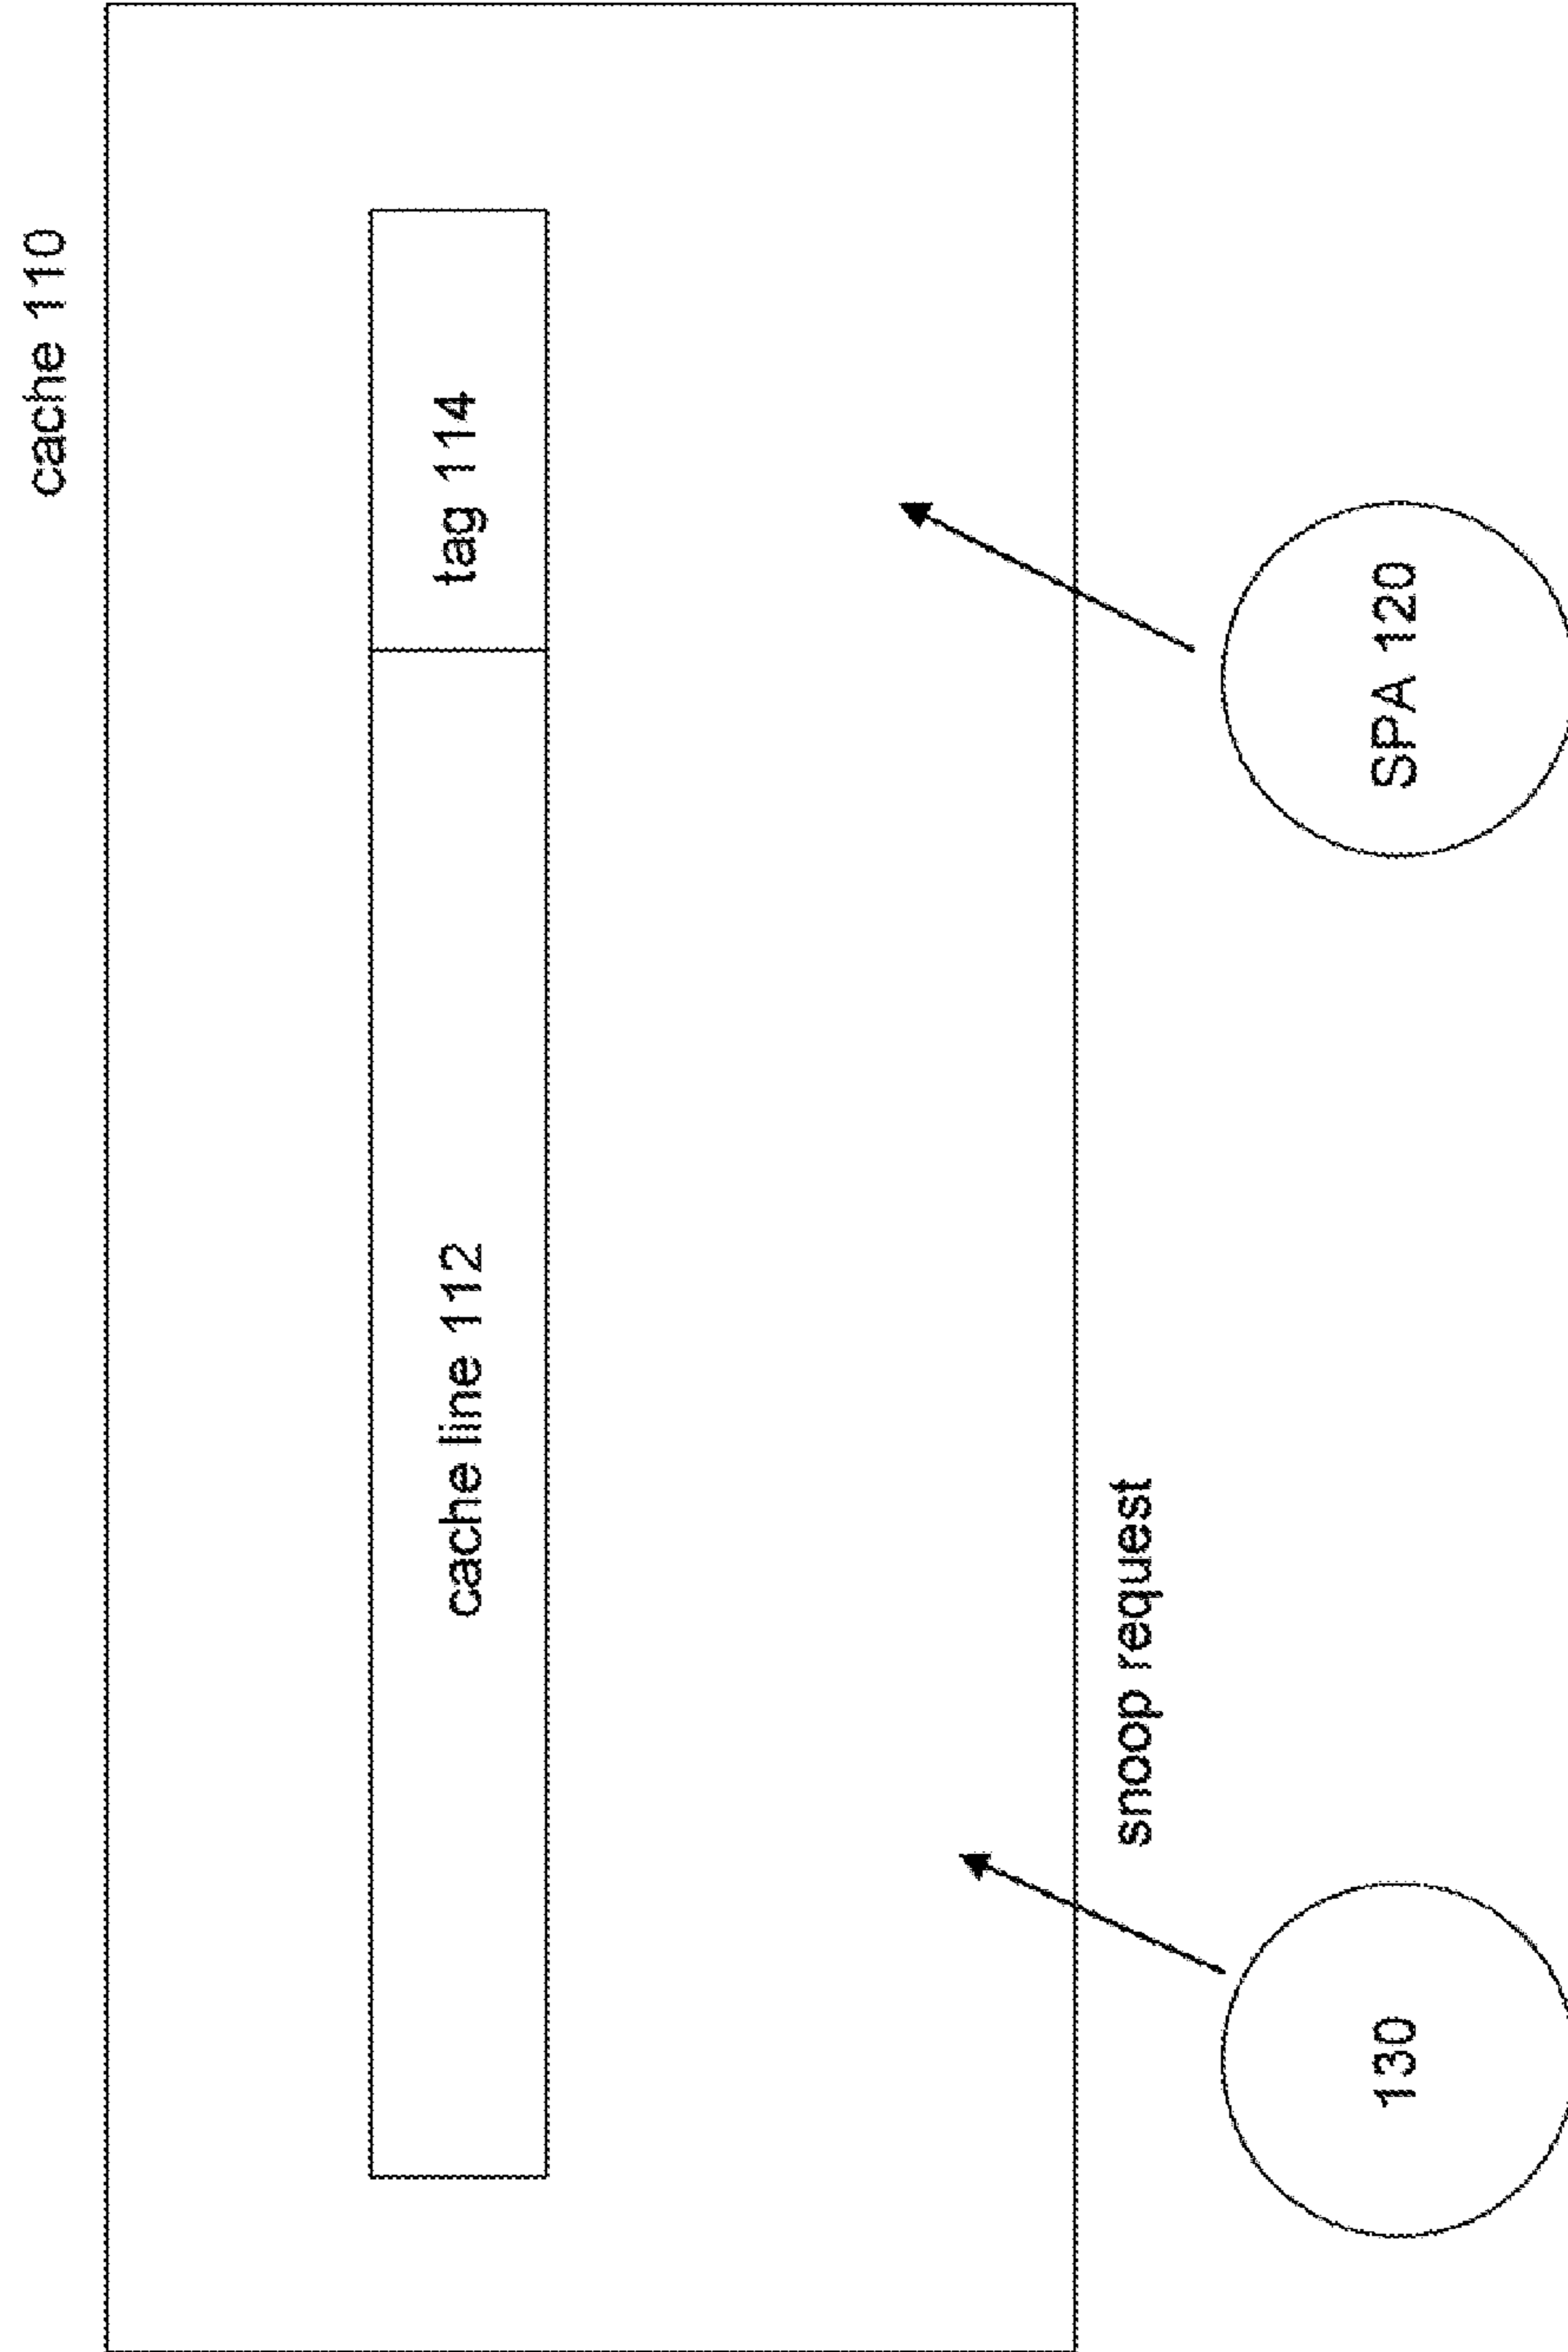 cache 110
cache line 112
tag 114
snoop request
130
SPA 120